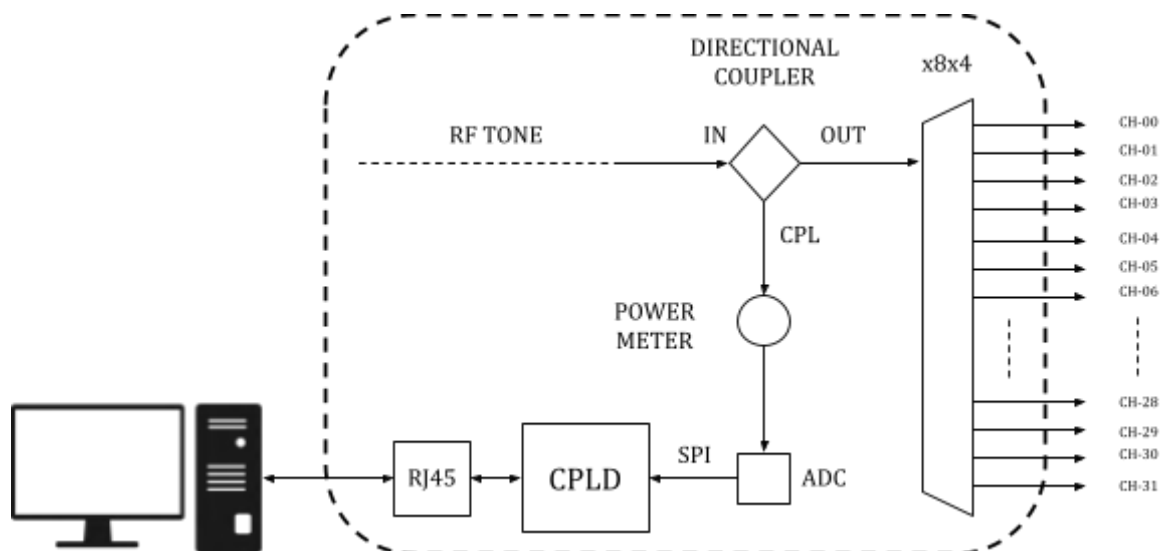 DIRECTIONAL
COUPLER
x8x4
RF TONE
IN
OUT
CH-00
CH-01
CH-02
CH-03
CPL
CH-04
CH-05
CH-06
POWER
METER
CH-28
CH-29
CH-30
CH-31
RJ45
CPLD
SPI
ADC